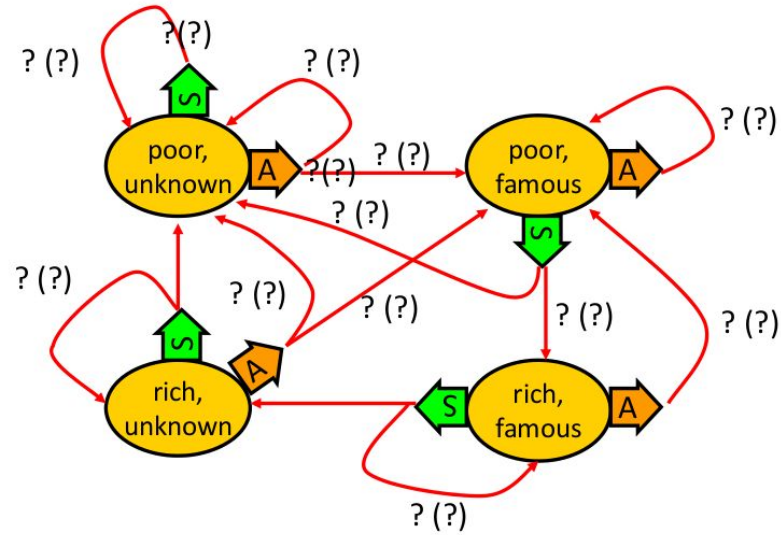 ?(?)
? (?)
? (?)
S
poor,
unknown
A
?(?)
? (?)
poor,
famous
A
? (?)
? (?)
S
? (?)
? (?)
? (?)
? (?)
? (?)
S
A
rich,
unknown
S
rich,
famous
A
? (?)